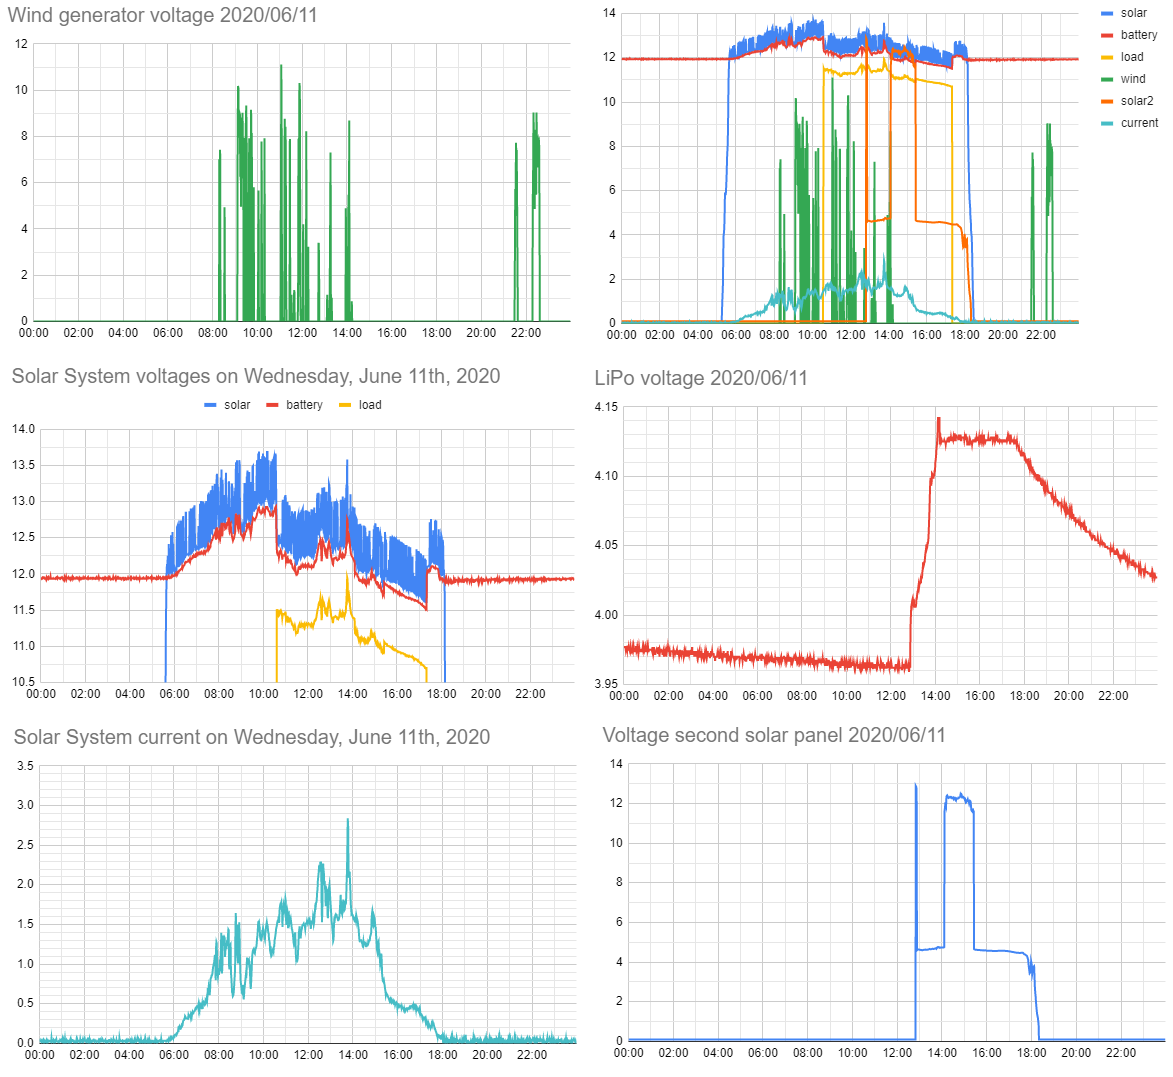 Wind generator voltage 2020/06/11
12
10
8
6
4
2
0
00:00 02:00 04:00 06:00 08:00 10:00 12:00 14:00 16:00 18:00 20:00 22:00
14
12
10
8
6
4
2
0
00:00 02:00 04:00 06:00 08:00 10:00 12:00 14:00 16:00 18:00 20:00 22:00
solar
battery
load
wind
solar2
current
Solar System voltages on Wednesday, June 11th, 2020
solar battery load
14.0
13.5
13.0
12.5
12.0
11.5
11.0
10.5
00:00 02:00 04:00 06:00 08:00 10:00 12:00 14:00 16:00 18:00 20:00 22:00
LiPo voltage 2020/06/11
4.15
4.10
4.05
4.00
3.95
00:00 02:00 04:00 06:00 08:00 10:00 12:00 14:00 16:00 18:00 20:00 22:00
Solar System current on Wednesday, June 11th, 2020
3.5
3.0
2.5
2.0
1.5
1.0
0.5
0.0
00:00 02:00 04:00 06:00 08:00 10:00 12:00 14:00 16:00 18:00 20:00 22:00
Voltage second solar panel 2020/06/11
14
12
10
8
6
4
2
0
00:00 02:00 04:00 06:00 08:00 10:00 12:00 14:00 16:00 18:00 20:00 22:00